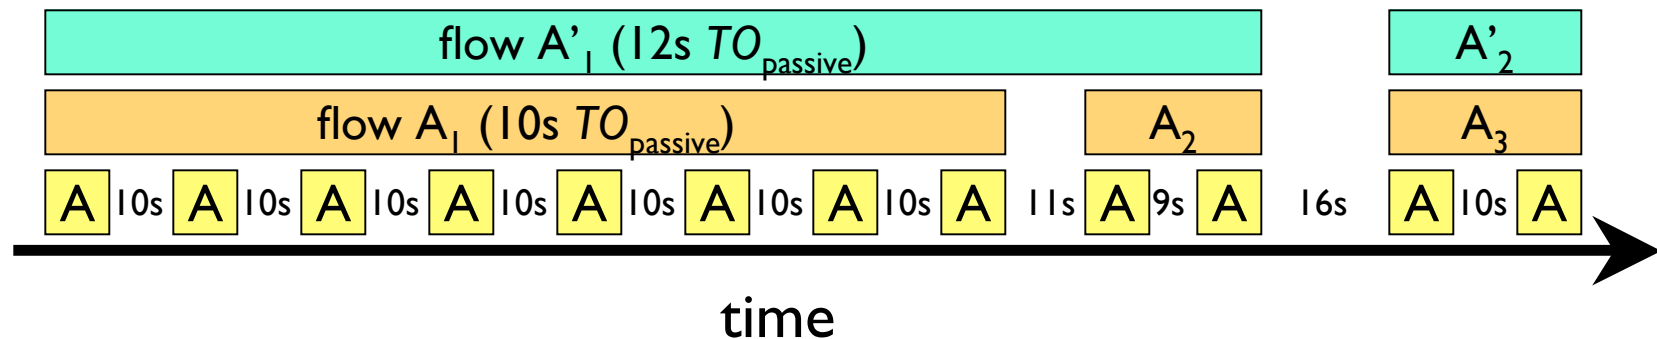 flow A’1 (12s TOpassive) A’2
flow A1 (10s TOpassive) A2 A3
A 10s A 10s A 10s A 10s A 10s A 10s A 10s A 11s A 9s A 16s A 10s A
time